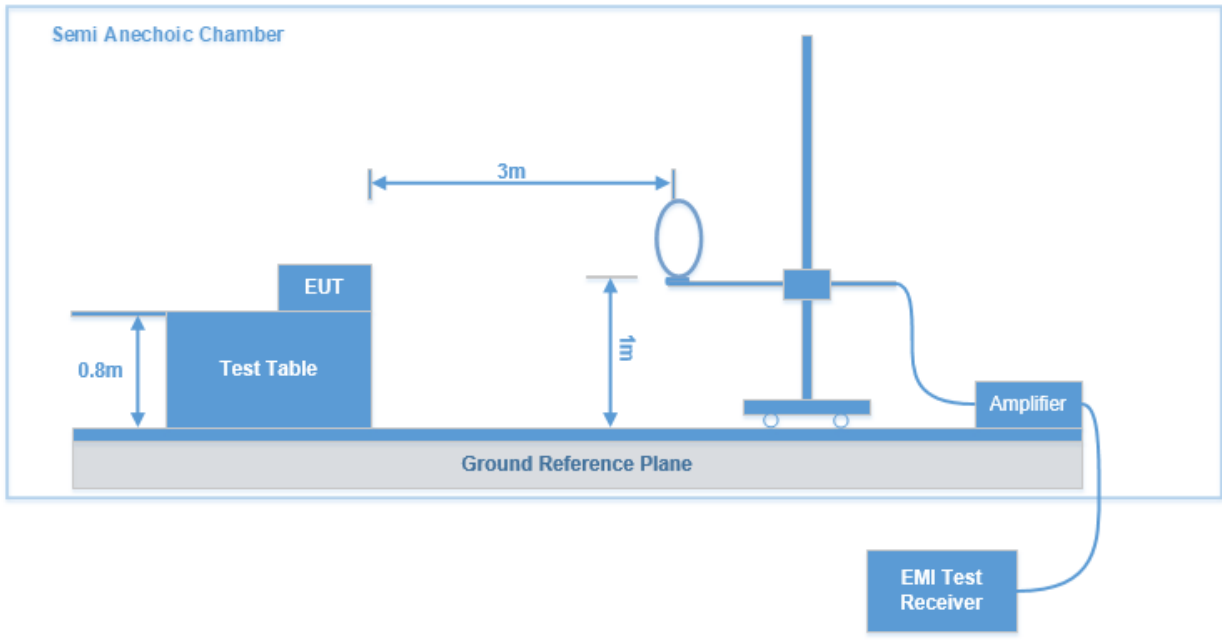 Semi Anechoic Chamber
3m
EUT
0.8m
Test Table
1m
Amplifier
Ground Reference Plane
EMI Test
Receiver